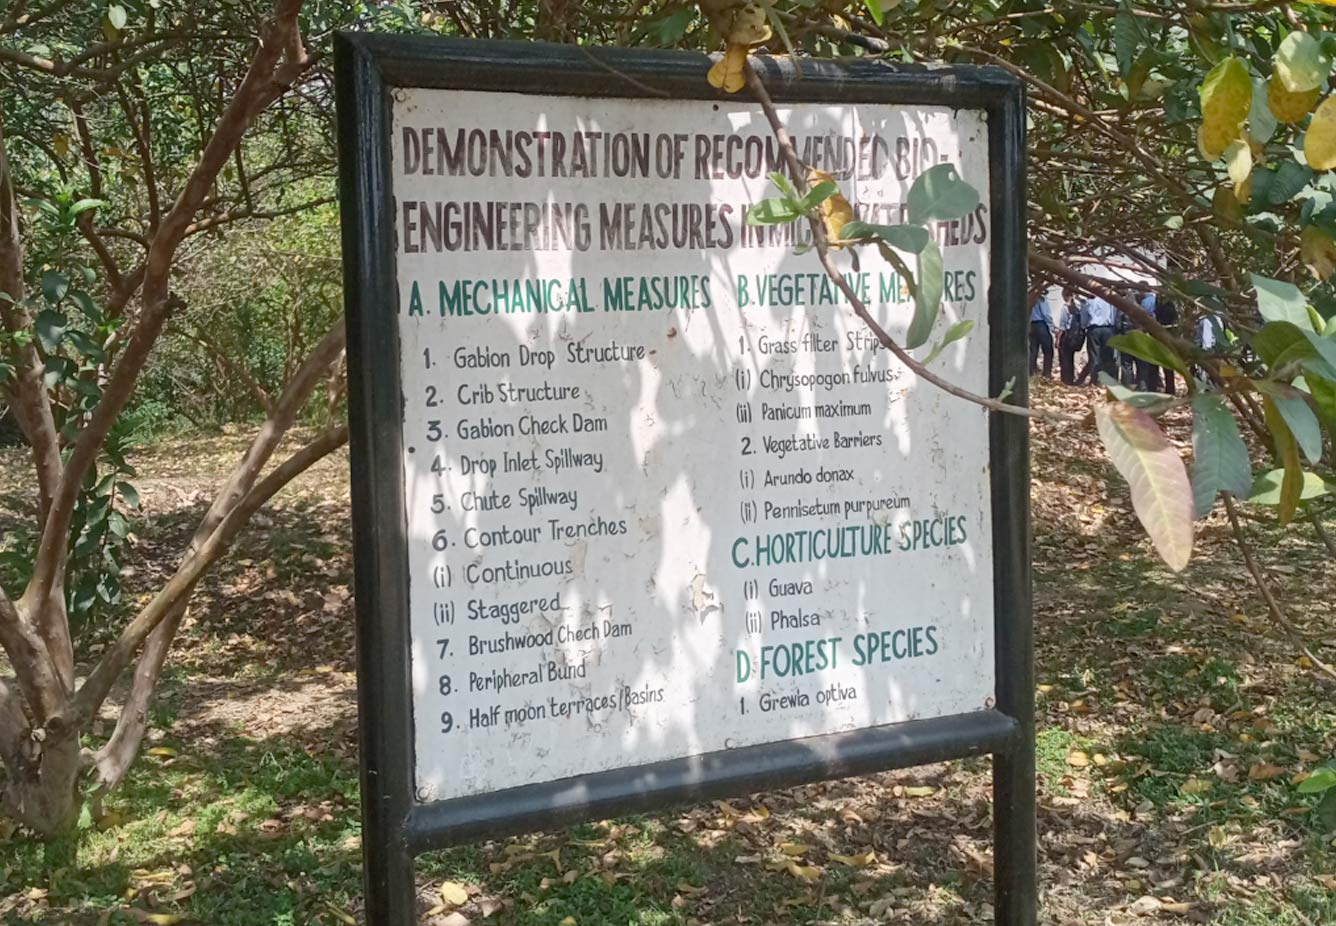 DEMONSTRATION OF RECOMMENDED BIO-
ENGINEERING MEASURES IN
A. MECHANICAL MEASURES
1. Gabion Drop Structure
2. Crib Structure
3. Gabion Check Dam
4. Drop Inlet Spillway
5. Chute Spillway
6. Contour Trenches
(i) Continuous
(ii) Staggered
7. Brushwood Chech Dam
8. Peripheral Bund
9. Half moon terraces/Basins
B. VEGETATIVE MEASURES
1. Grass filter Strips
(i) Chrysopogon fulvus
(ii) Panicum maximum
2. Vegetative Barriers
(i) Arundo donax
(ii) Pennisetum purpureum
C. HORTICULTURE SPECIES
(i) Guava
(ii) Phalsa
D. FOREST SPECIES
1. Grewia optiva